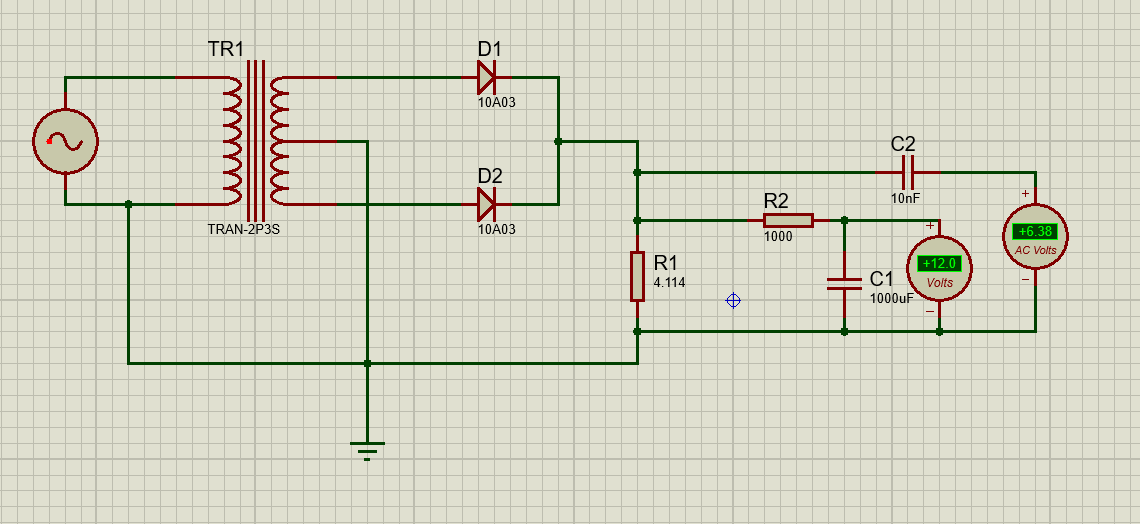 TR1
TRAN-2P3S
D1
10A03
D2
10A03
C2
10nF
R2
1000
R1
4.114
C1
1000uF
+
+12.0
Volts
−
+
+6.38
AC Volts
−